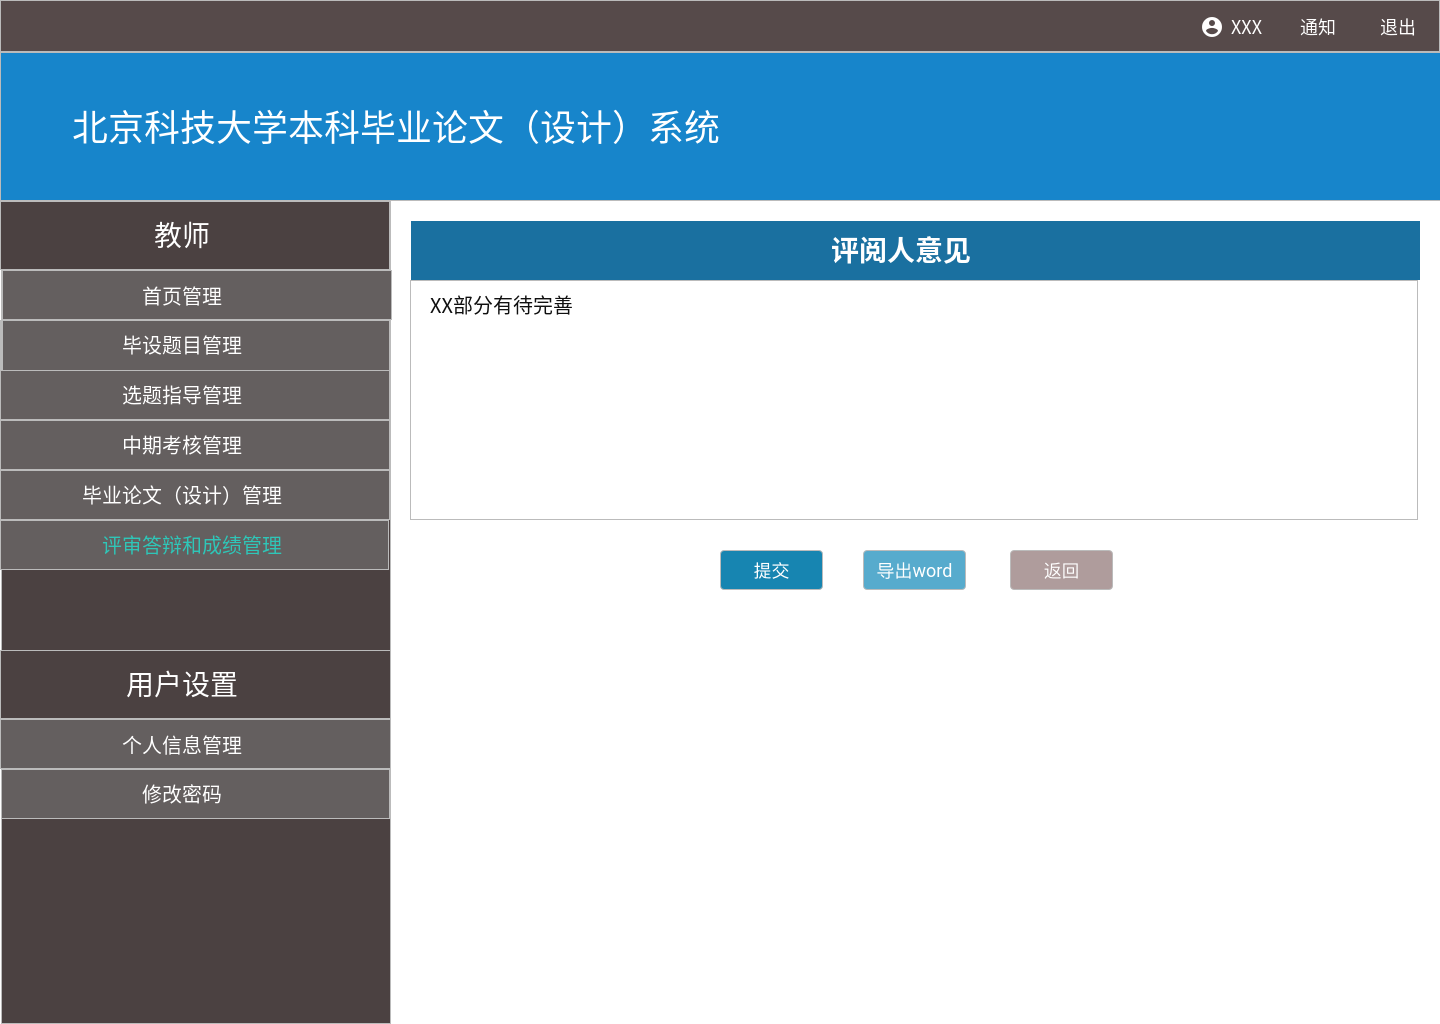 XXX 通知 退出
北京科技大学本科毕业论文（设计）系统
教师
首页管理
毕设题目管理
选题指导管理
中期考核管理
毕业论文（设计）管理
评审答辩和成绩管理
用户设置
个人信息管理
修改密码
评阅人意见
XX部分有待完善
提交 导出word 返回